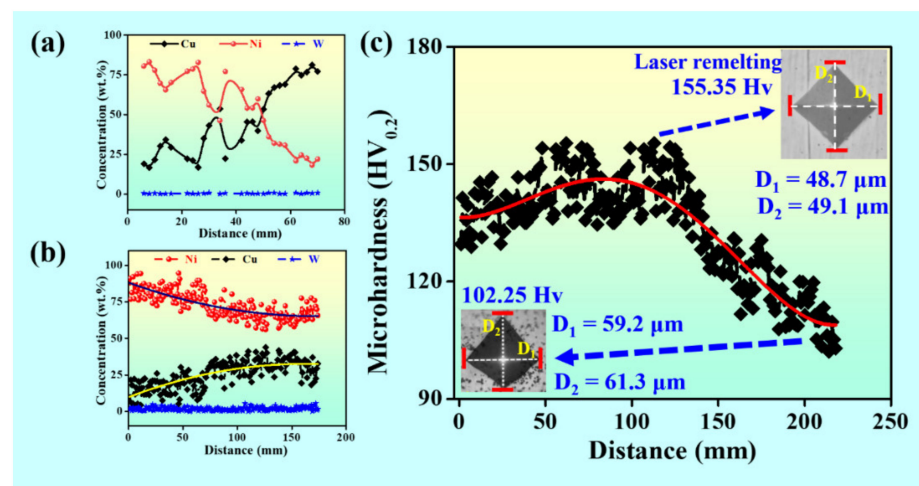 (a)
Cu Ni W
100
75
50
25
0
Concentration (wt.%)
0 20 40 60 80
Distance (mm)
(b)
Ni Cu W
100
75
50
25
0
Concentration (wt.%)
0 50 100 150 200
Distance (mm)
(c)
180
150
120
90
Microhardness (HV0.2)
Laser remelting
155.35 Hv
D2
D1
D1 = 48.7 μm
D2 = 49.1 μm
102.25 Hv
D2
D1
D1 = 59.2 μm
D2 = 61.3 μm
0 50 100 150 200 250
Distance (mm)